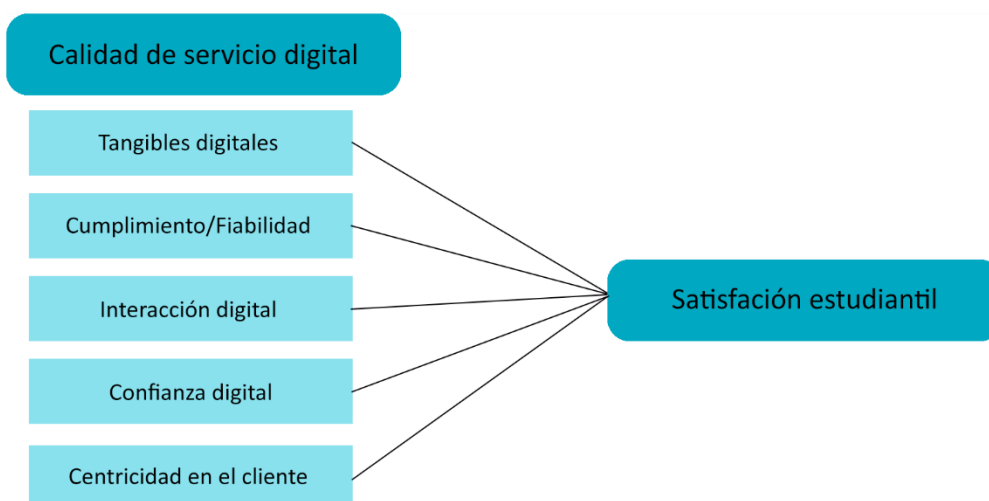 Calidad de servicio digital
Tangibles digitales
Cumplimiento/Fiabilidad
Interacción digital
Confianza digital
Centricidad en el cliente
Satisfación estudiantil